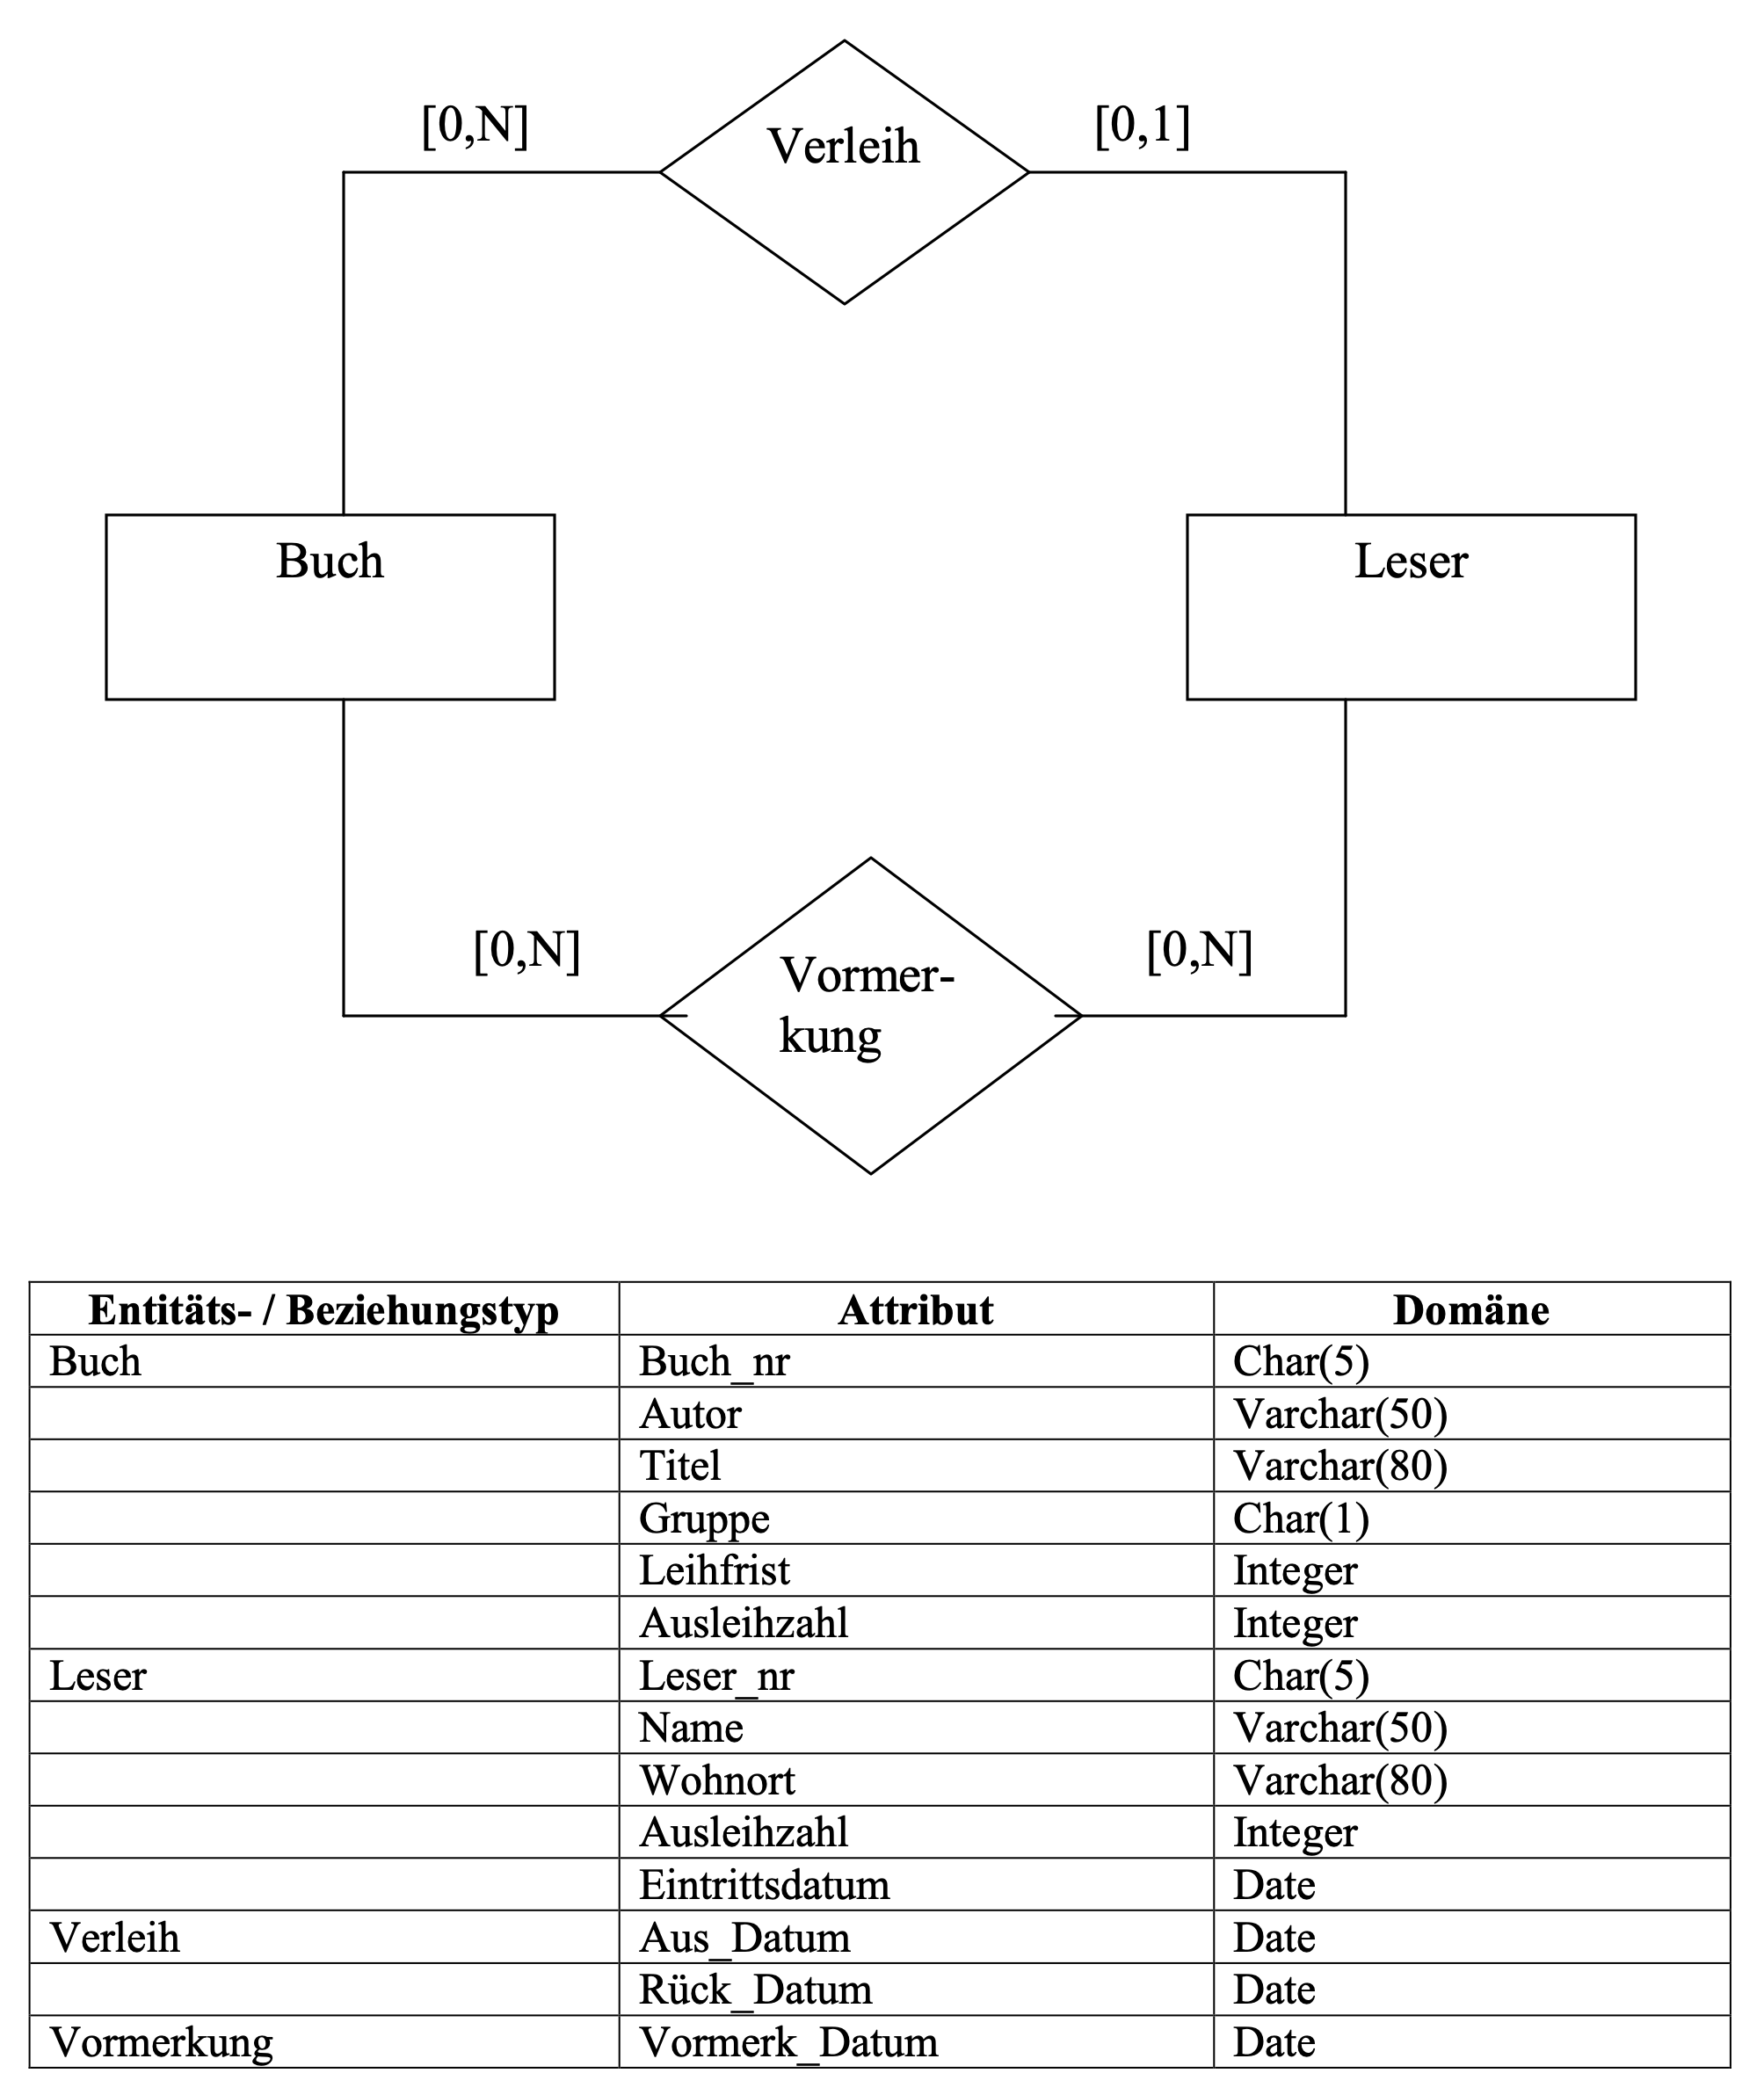 [0,N]
Verleih
[0,1]
Buch
Leser
[0,N]
Vormer-
kung
[0,N]
Entitäts- / Beziehungstyp Attribut Domäne
Buch Buch_nr Char(5)
Autor Varchar(50)
Titel Varchar(80)
Gruppe Char(1)
Leihfrist Integer
Ausleihzahl Integer
Leser Leser_nr Char(5)
Name Varchar(50)
Wohnort Varchar(80)
Ausleihzahl Integer
Eintrittsdatum Date
Verleih Aus_Datum Date
Rück_Datum Date
Vormerkung Vormerk_Datum Date